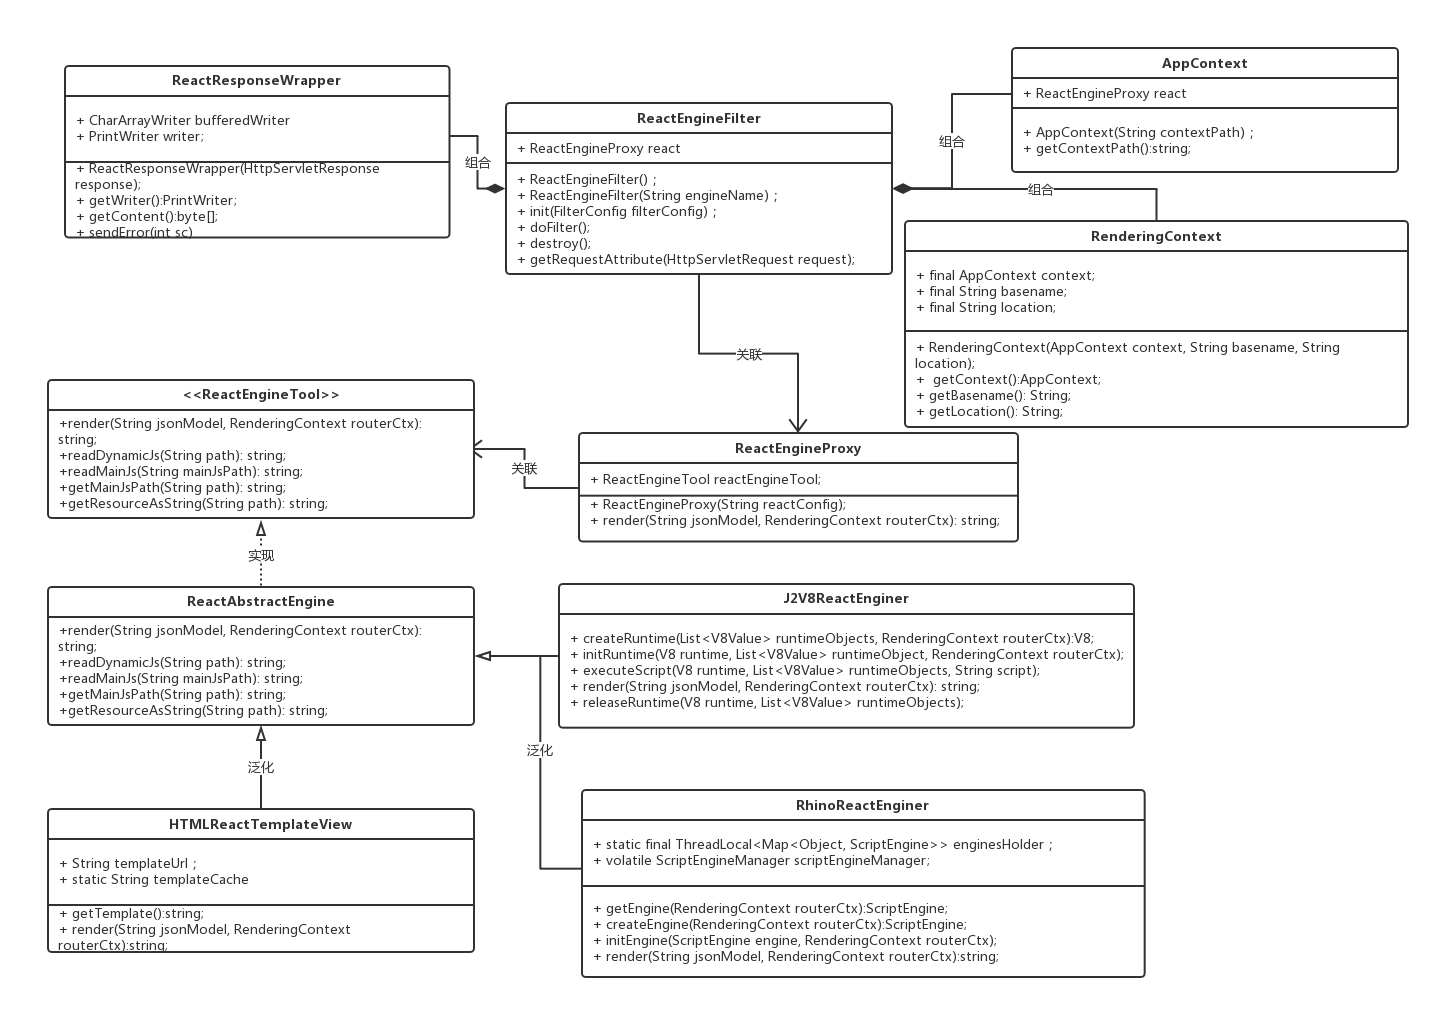 ReactResponseWrapper
+ CharArrayWriter bufferedWriter
+ PrintWriter writer;
+ ReactResponseWrapper(HttpServletResponse
response);
+ getWriter():PrintWriter;
+ getContent():byte[];
+ sendError(int sc)
组合
ReactEngineFilter
+ ReactEngineProxy react
+ ReactEngineFilter() ;
+ ReactEngineFilter(String engineName) ;
+ init(FilterConfig filterConfig) ;
+ doFilter();
+ destroy();
+ getRequestAttribute(HttpServletRequest request);
组合
AppContext
+ ReactEngineProxy react
+ AppContext(String contextPath) ;
+ getContextPath():string;
组合
RenderingContext
+ final AppContext context;
+ final String basename;
+ final String location;
+ RenderingContext(AppContext context, String basename, String
location);
+  getContext():AppContext;
+ getBasename(): String;
+ getLocation(): String;
关联
<<ReactEngineTool>>
+render(String jsonModel, RenderingContext routerCtx):
string;
+readDynamicJs(String path): string;
+readMainJs(String mainJsPath): string;
+getMainJsPath(String path): string;
+getResourceAsString(String path): string;
关联
ReactEngineProxy
+ ReactEngineTool reactEngineTool;
+ ReactEngineProxy(String reactConfig);
+ render(String jsonModel, RenderingContext routerCtx): string;
实现
ReactAbstractEngine
+render(String jsonModel, RenderingContext routerCtx):
string;
+readDynamicJs(String path): string;
+readMainJs(String mainJsPath): string;
+getMainJsPath(String path): string;
+getResourceAsString(String path): string;
J2V8ReactEnginer
+ createRuntime(List<V8Value> runtimeObjects, RenderingContext routerCtx):V8;
+ initRuntime(V8 runtime, List<V8Value> runtimeObject, RenderingContext routerCtx);
+ executeScript(V8 runtime, List<V8Value> runtimeObjects, String script);
+ render(String jsonModel, RenderingContext routerCtx): string;
+ releaseRuntime(V8 runtime, List<V8Value> runtimeObjects);
泛化
泛化
HTMLReactTemplateView
+ String templateUrl ;
+ static String templateCache
+ getTemplate():string;
+ render(String jsonModel, RenderingContext
routerCtx):string;
RhinoReactEnginer
+ static final ThreadLocal<Map<Object, ScriptEngine>> enginesHolder ;
+ volatile ScriptEngineManager scriptEngineManager;
+ getEngine(RenderingContext routerCtx):ScriptEngine;
+ createEngine(RenderingContext routerCtx):ScriptEngine;
+ initEngine(ScriptEngine engine, RenderingContext routerCtx);
+ render(String jsonModel, RenderingContext routerCtx):string;